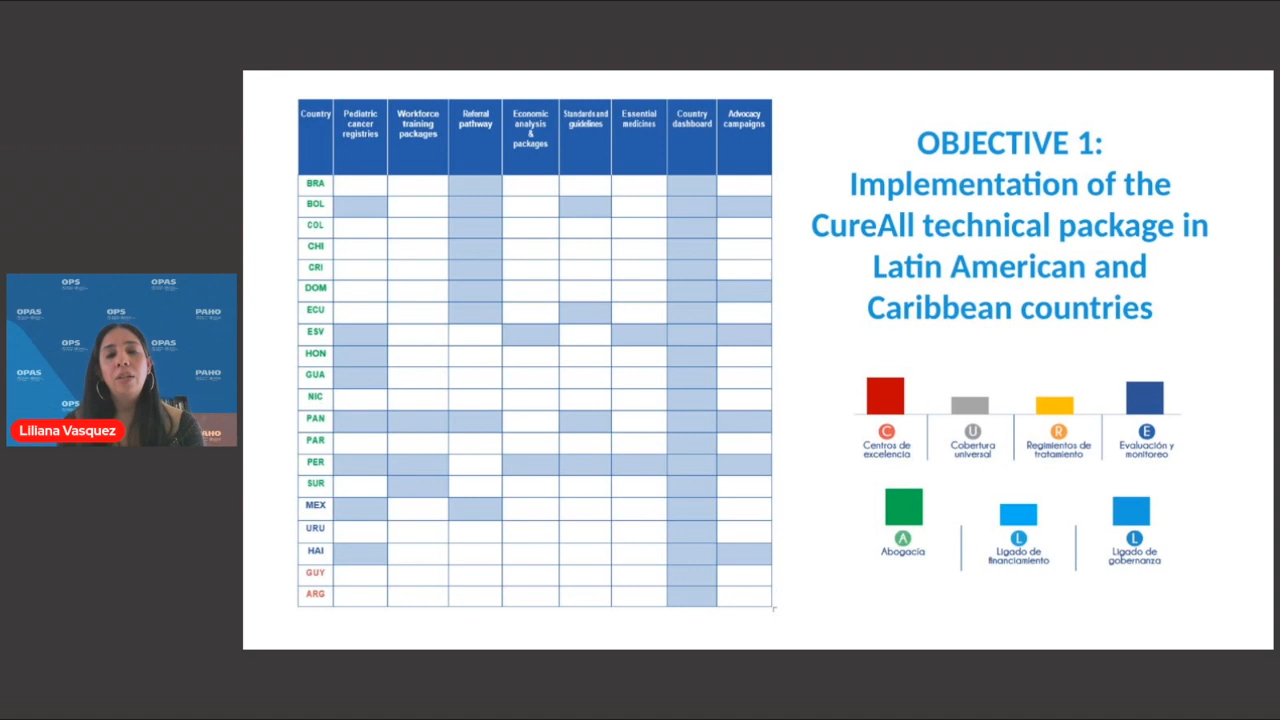 Country
Pediatric
cancer
registries
Workforce
training
packages
Referral
pathway
Economic
analysis
&
packages
Standards and
guidelines
Essential
medicines
Country
dashboard
Advocacy
campaigns
BRA
BOL
COL
CHI
CRI
DOM
ECU
ESV
HON
GUA
NIC
PAN
PAR
PER
SUR
MEX
URU
HAI
GUY
ARG
OBJECTIVE 1:
Implementation of the
CureAll technical package in
Latin American and
Caribbean countries
C
Centros de
excelencia
U
Cobertura
universal
R
Regimientos de
tratamiento
E
Evaluación y
monitoreo
A
Abogacía
L
Ligado de
financiamiento
L
Ligado de
gobernanza
OPS
OPAS
OPAS
OPS
PAHO
OPS
OPAS
OPAS
PAHO
OPS
Liliana Vasquez
AHO